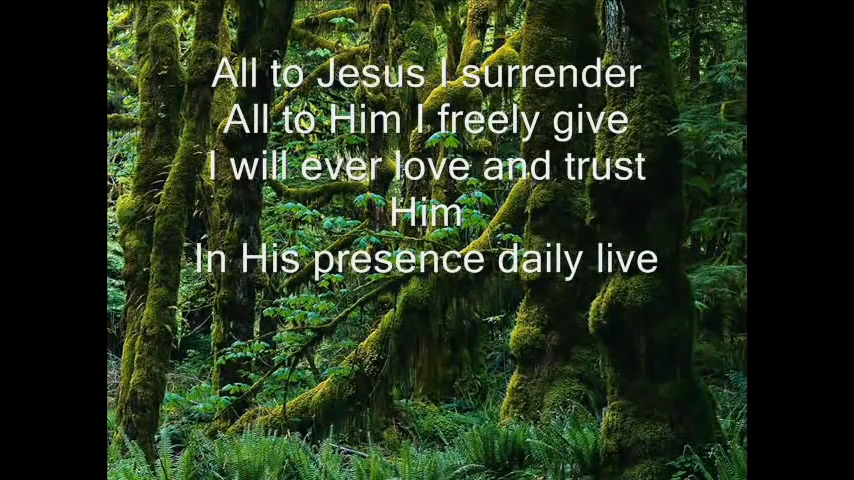 All to Jesus I surrender
All to Him I freely give
I will ever love and trust
Him
In His presence daily live